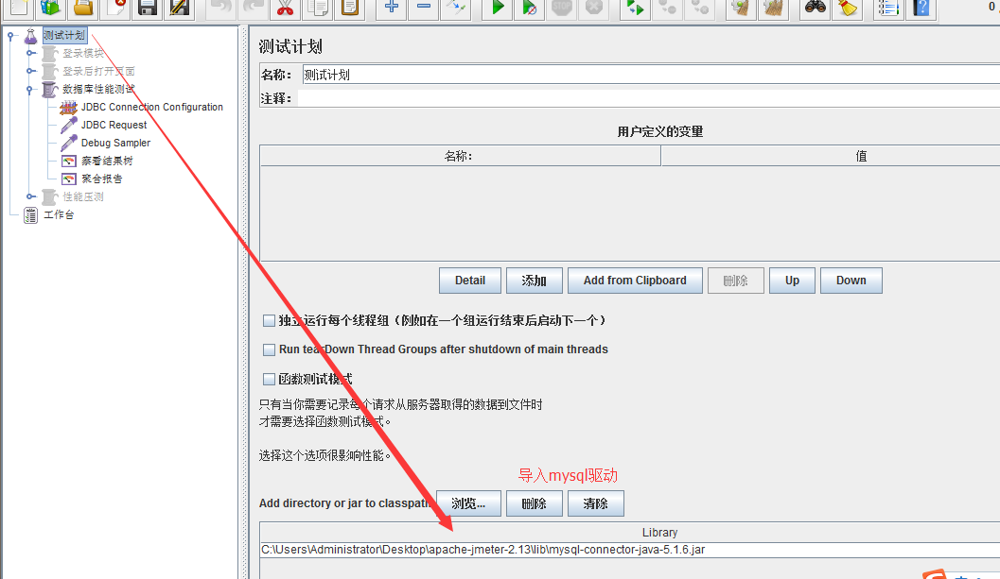 0
STOP
测试计划
登录模块
登录后打开页面
数据库性能测试
JDBC Connection Configuration
JDBC Request
Debug Sampler
察看结果树
聚合报告
性能压测
工作台
测试计划
名称: 测试计划
注释:
用户定义的变量
名称: 值
Detail 添加 Add from Clipboard 删除 Up Down
独立运行每个线程组（例如在一个组运行结束后启动下一个）
Run tearDown Thread Groups after shutdown of main threads
函数测试模式
只有当你需要记录每个请求从服务器取得的数据到文件时
才需要选择函数测试模式。
选择这个选项很影响性能。
导入mysql驱动
Add directory or jar to classpath 浏览... 删除 清除
Library
C:\Users\Administrator\Desktop\apache-jmeter-2.13\lib\mysql-connector-java-5.1.6.jar